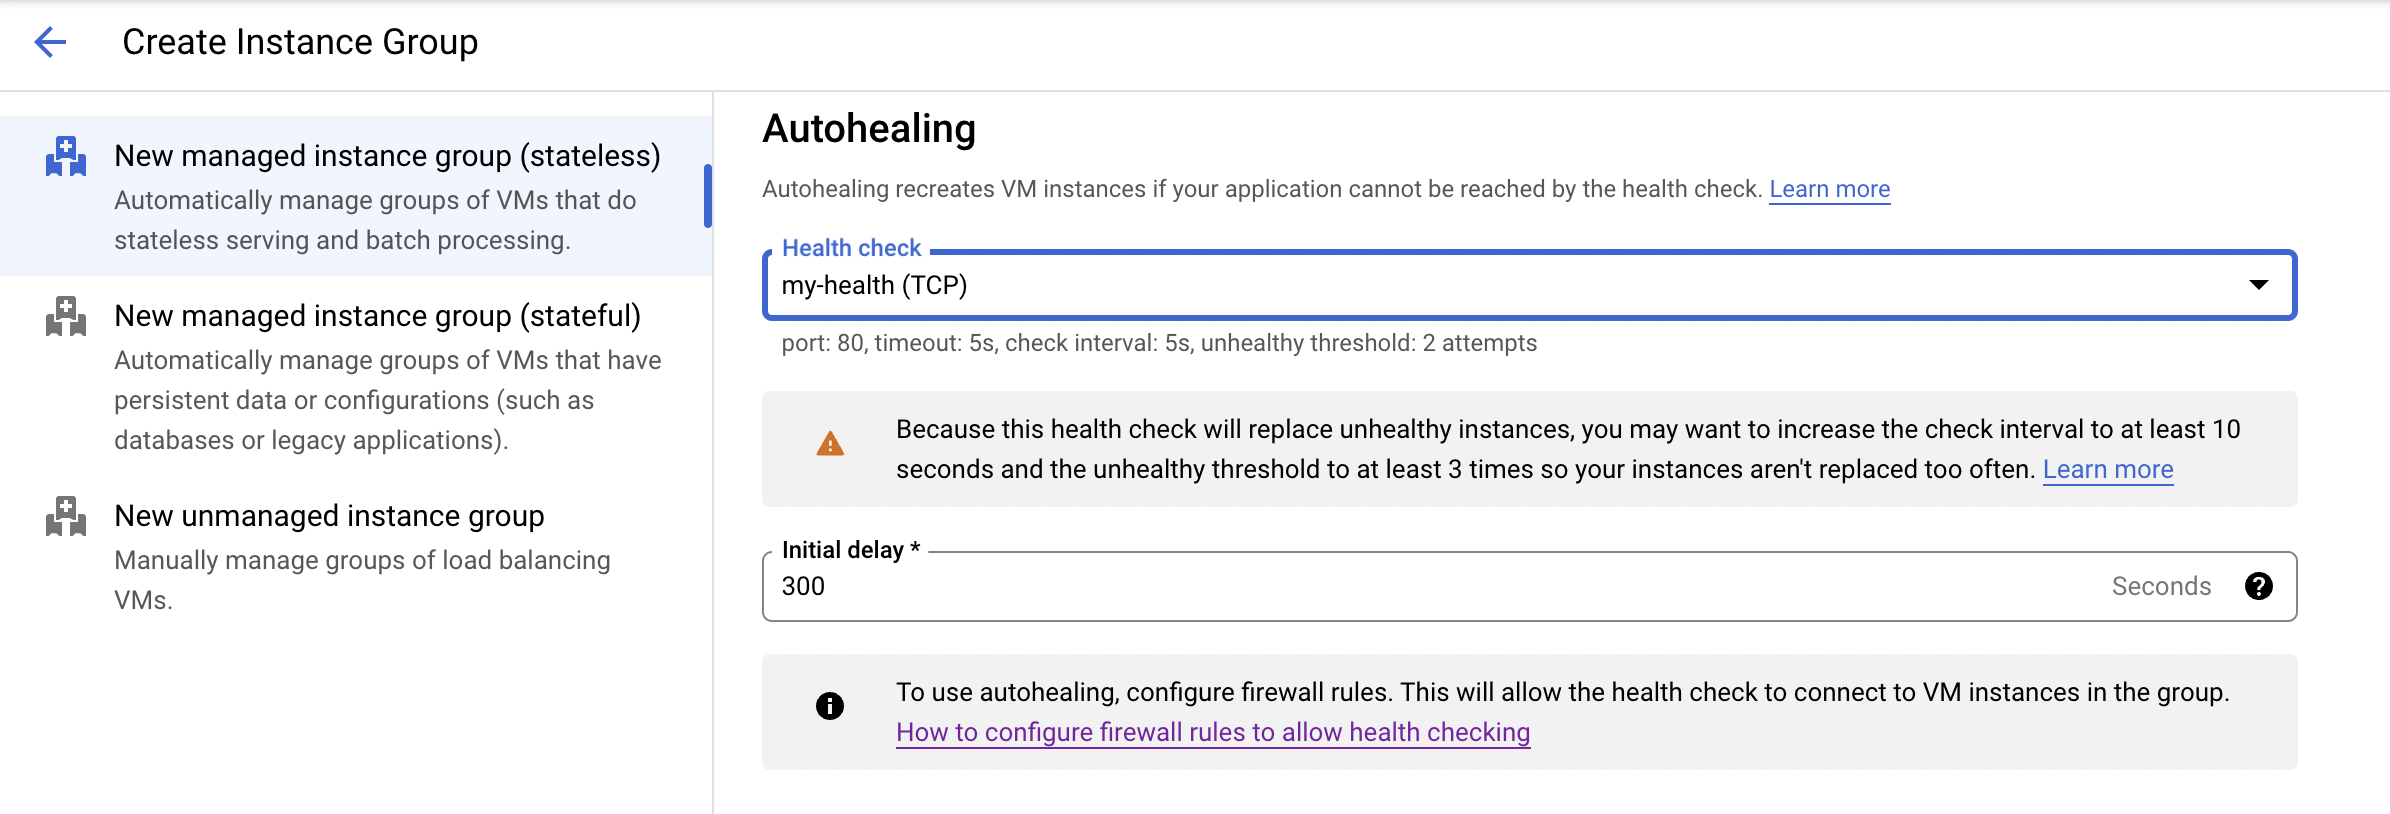 Create Instance Group
New managed instance group (stateless)
Automatically manage groups of VMs that do
stateless serving and batch processing.
New managed instance group (stateful)
Automatically manage groups of VMs that have
persistent data or configurations (such as
databases or legacy applications).
New unmanaged instance group
Manually manage groups of load balancing
VMs.
Autohealing
Autohealing recreates VM instances if your application cannot be reached by the health check. Learn more
Health check
my-health (TCP)
port: 80, timeout: 5s, check interval: 5s, unhealthy threshold: 2 attempts
Because this health check will replace unhealthy instances, you may want to increase the check interval to at least 10
seconds and the unhealthy threshold to at least 3 times so your instances aren't replaced too often. Learn more
Initial delay *
300 Seconds
To use autohealing, configure firewall rules. This will allow the health check to connect to VM instances in the group.
How to configure firewall rules to allow health checking